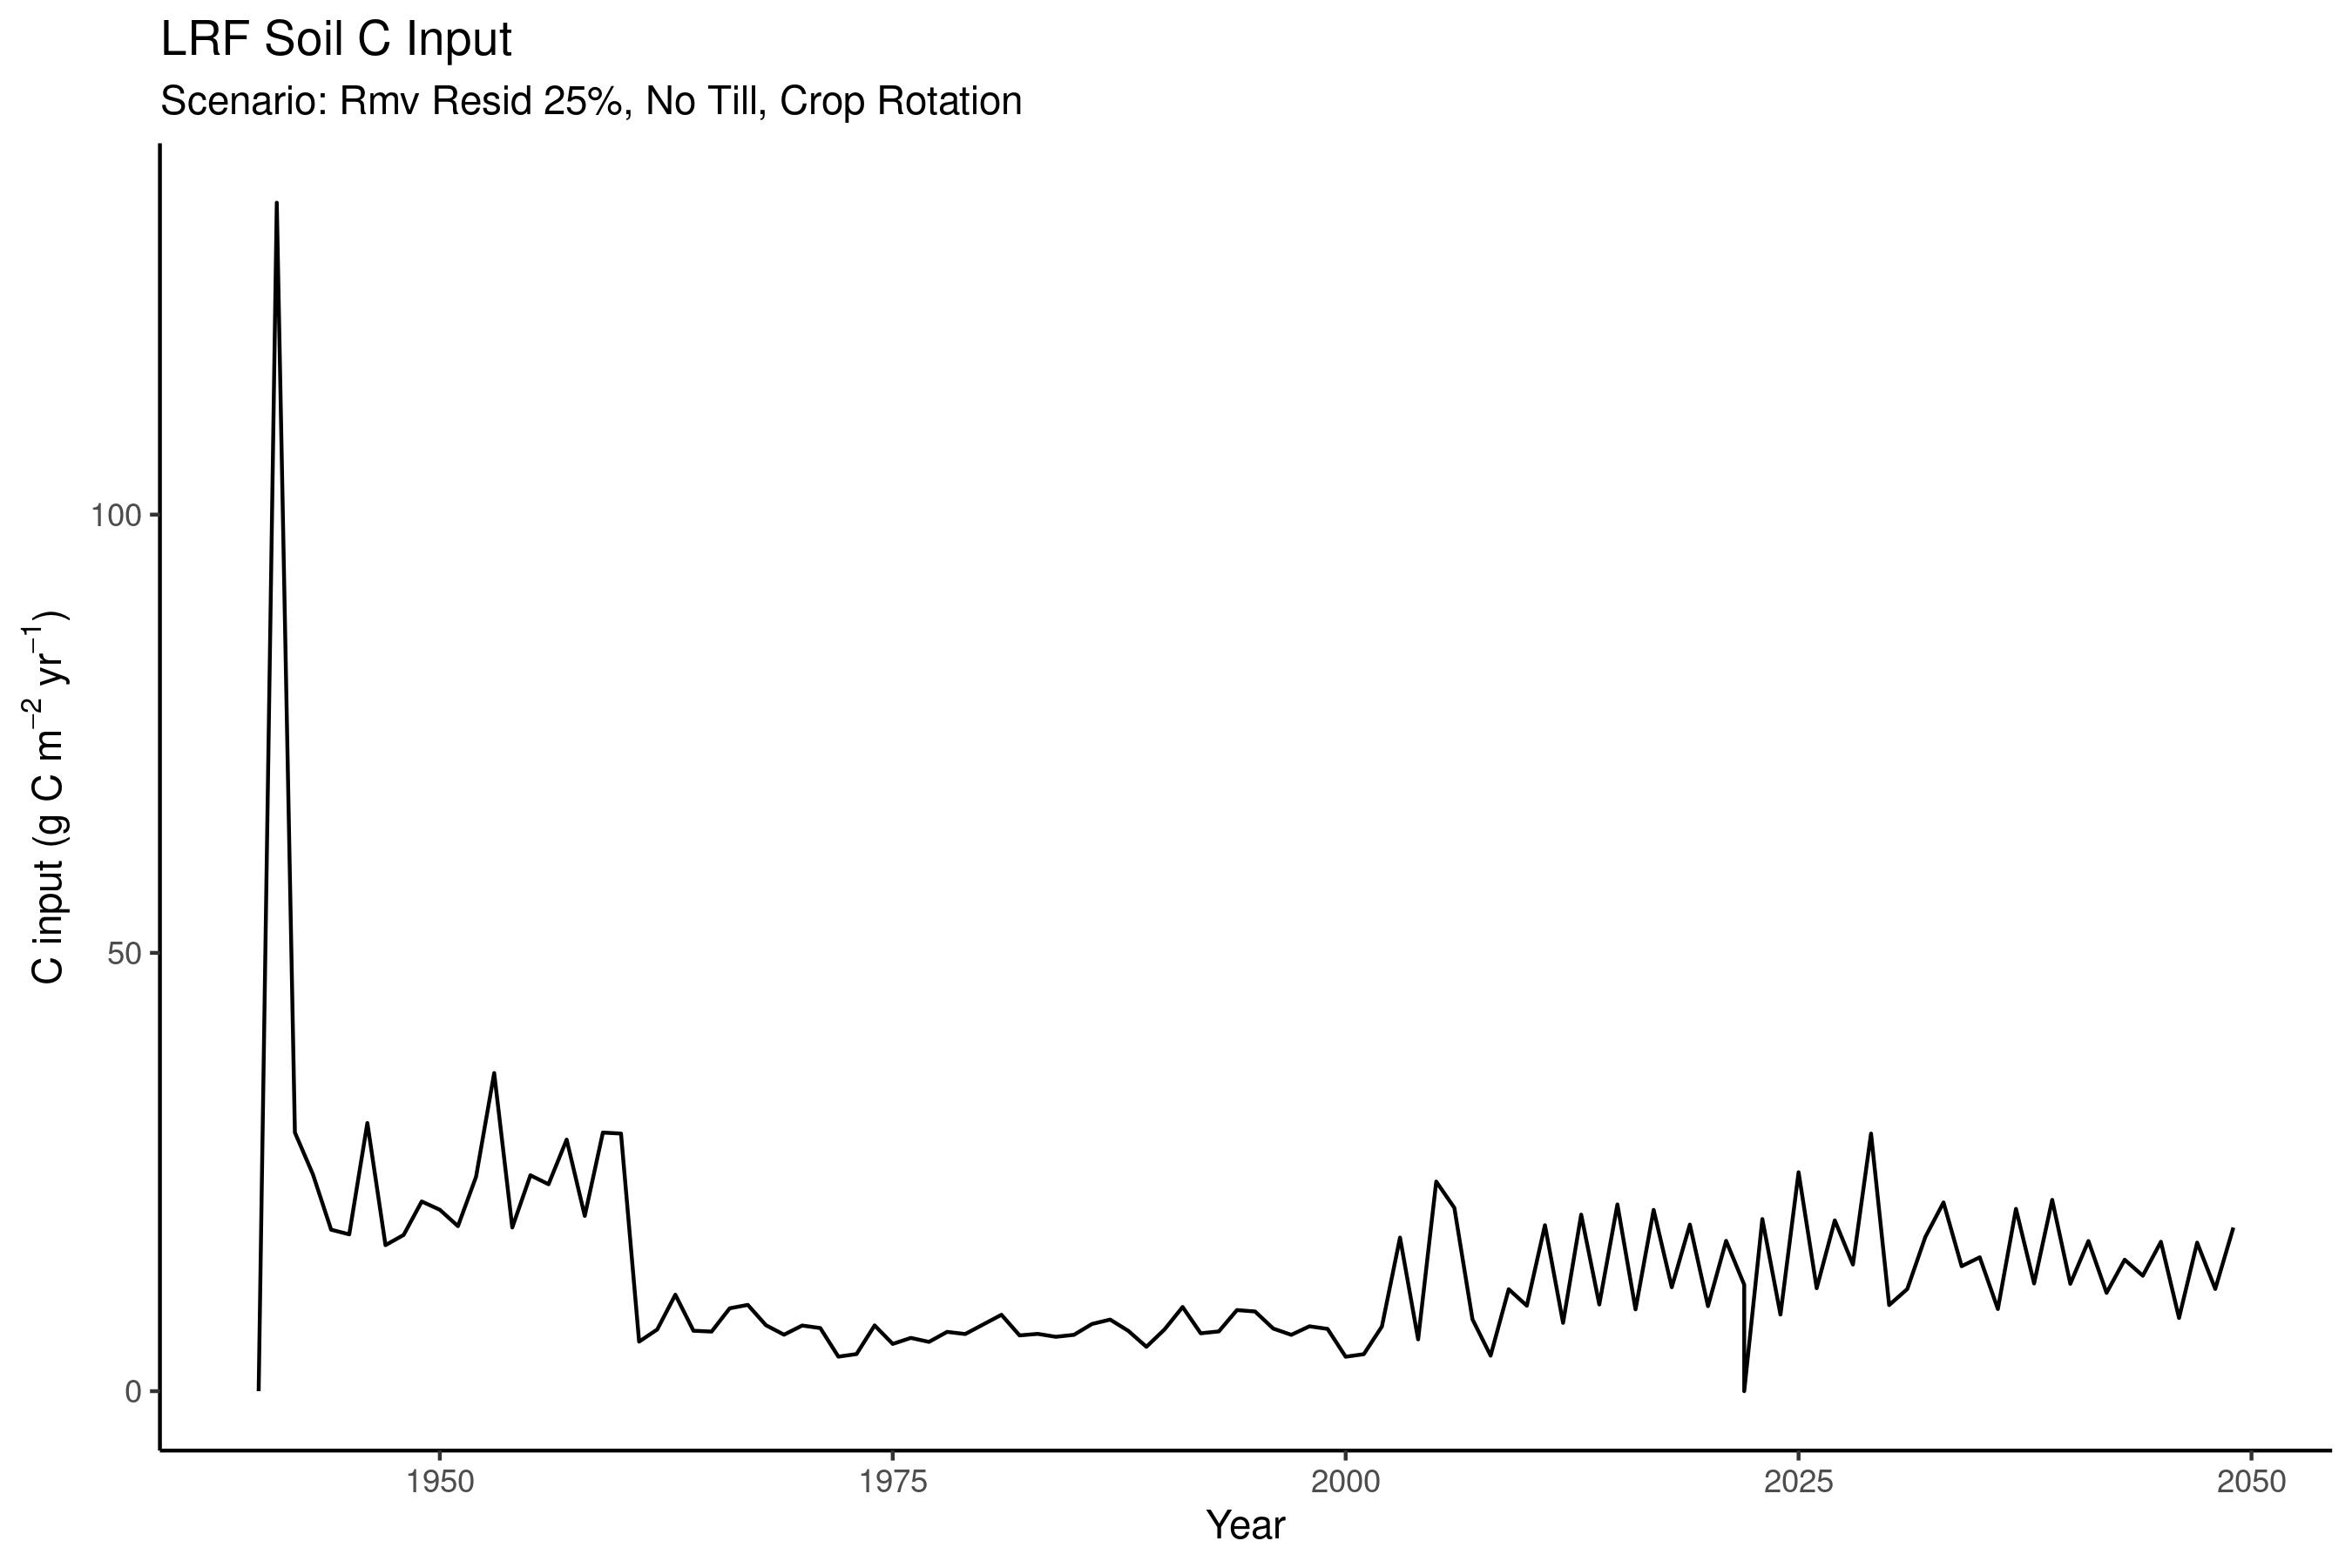 LRF Soil C Input
Scenario: Rmv Resid 25%, No Till, Crop Rotation
C input (g C m⁻² yr⁻¹)
100
50
0
1950 1975 2000 2025 2050
Year